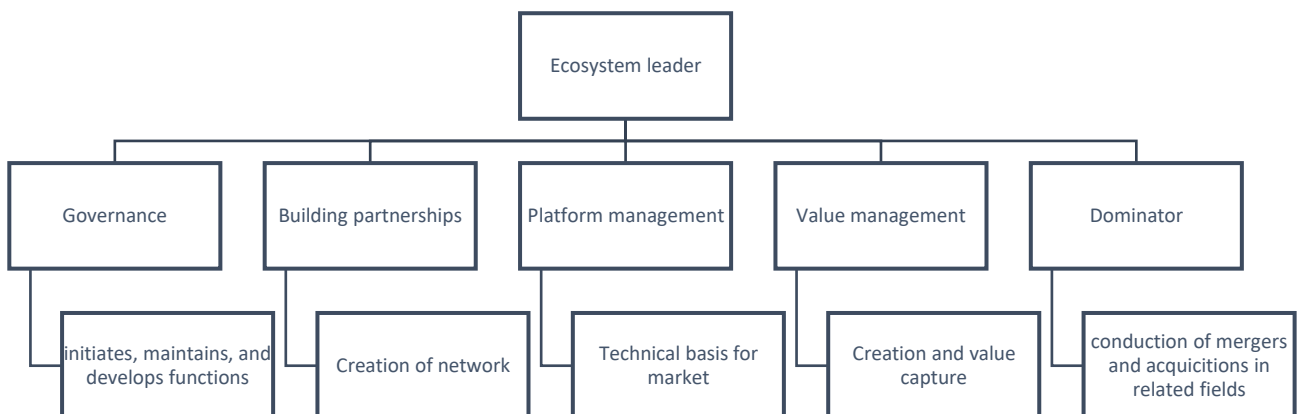 Ecosystem leader
Governance
Building partnerships
Platform management
Value management
Dominator
initiates, maintains, and
develops functions
Creation of network
Technical basis for
market
Creation and value
capture
conduction of mergers
and acquicitions in
related fields